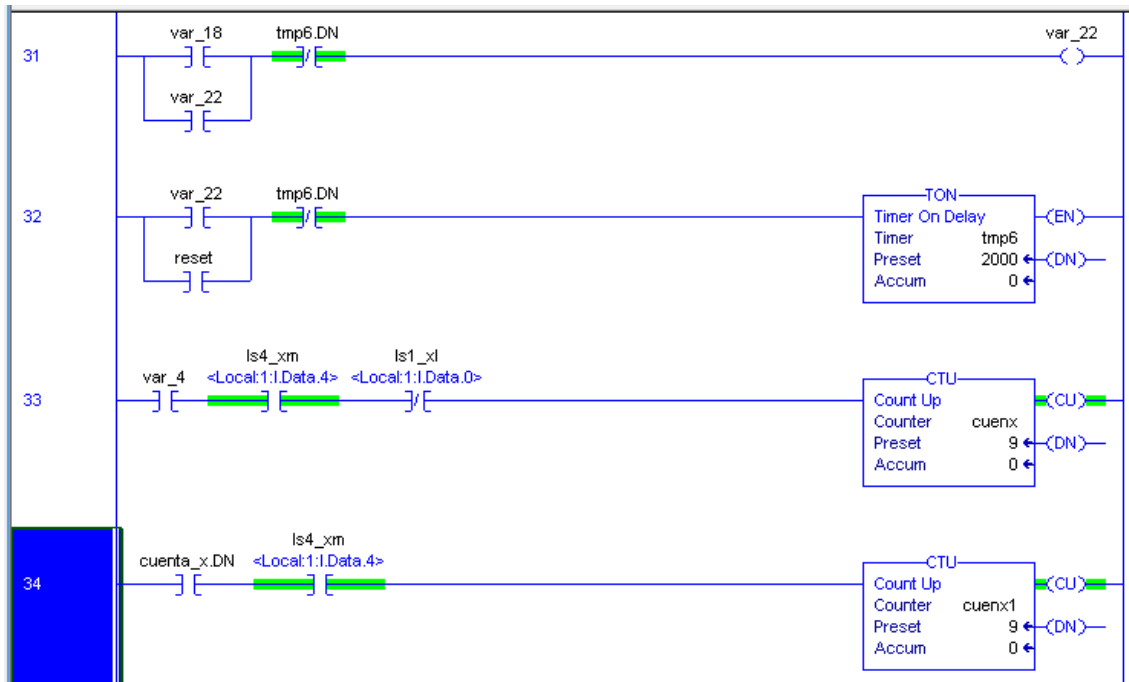 31
var_18 tmp6.DN var_22
var_22
32
var_22 tmp6.DN
reset
TON
Timer On Delay (EN)
Timer tmp6
Preset 2000 (DN)
Accum 0
33
var_4 ls4_xm ls1_xl
<Local:1:I.Data.4> <Local:1:I.Data.0>
CTU
Count Up (CU)
Counter cuenx
Preset 9 (DN)
Accum 0
34
cuenta_x.DN ls4_xm
<Local:1:I.Data.4>
CTU
Count Up (CU)
Counter cuenx1
Preset 9 (DN)
Accum 0